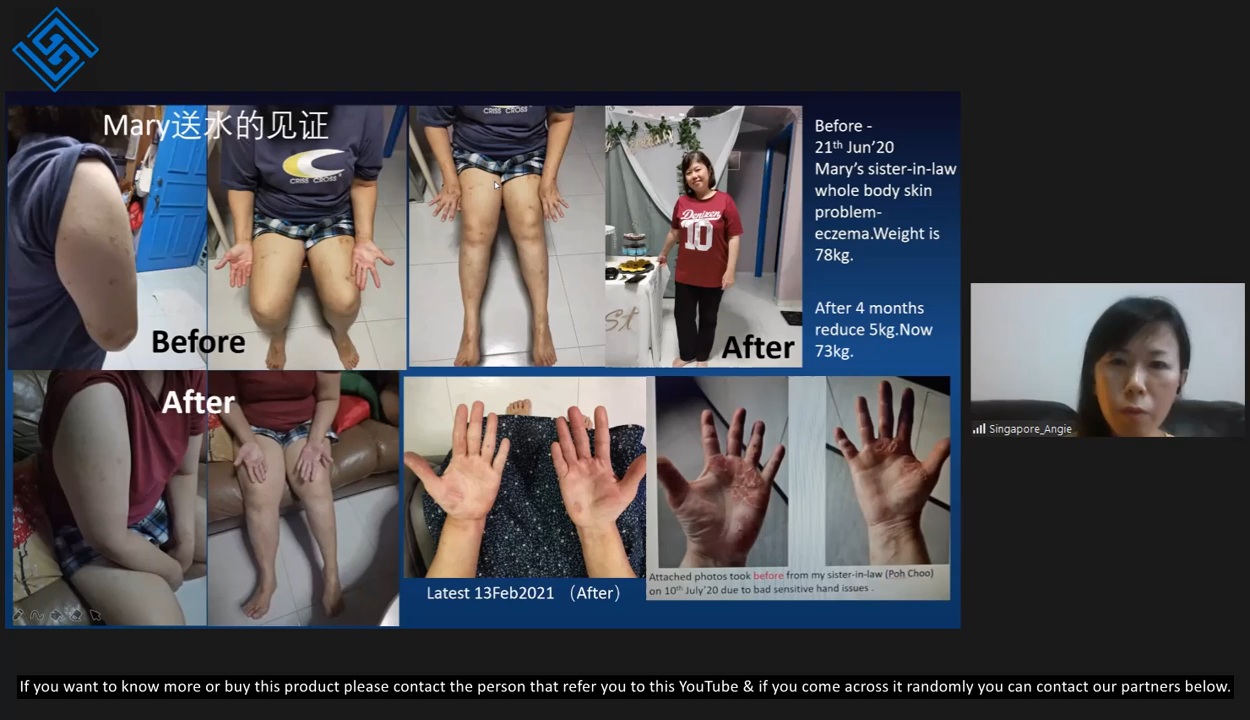 Mary送水的见证
CRISS CROSS
CRISS CROSS
Denizen
10
St
Before -
21th Jun'20
Mary's sister-in-law
whole body skin
problem-
eczema.Weight is
78kg.
After 4 months
reduce 5kg.Now
73kg.
Before
After
After
Latest 13Feb2021 （After）
Attached photos took before from my sister-in-law (Poh Choo)
on 10th July'20 due to bad sensitive hand issues .
Singapore_Angie
If you want to know more or buy this product please contact the person that refer you to this YouTube & if you come across it randomly you can contact our partners below.